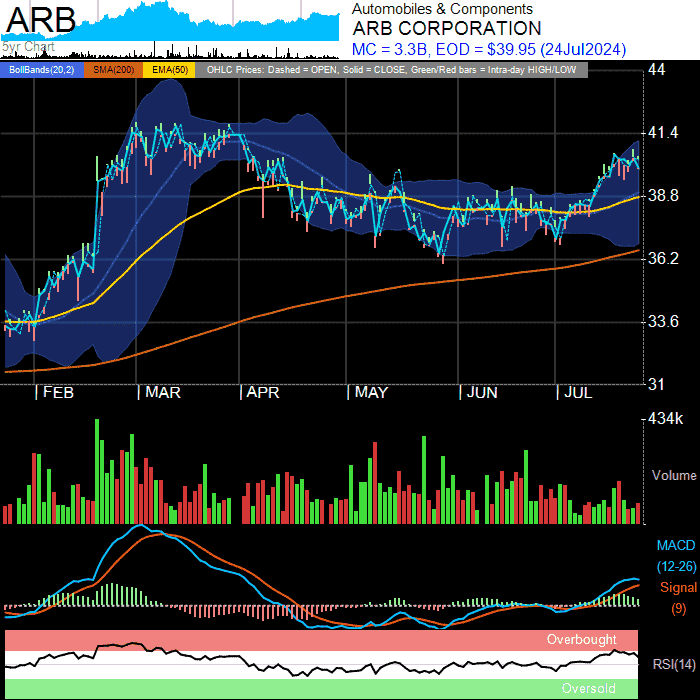 ARB
5yr Chart
Automobiles & Components
ARB CORPORATION
MC = 3.3B, EOD = $39.95 (24Jul2024)
BollBands(20,2) SMA(200) EMA(50) OHLC Prices: Dashed = OPEN, Solid = CLOSE, Green/Red bars = Intra-day HIGH/LOW
44
41.4
38.8
36.2
33.6
31
FEB MAR APR MAY JUN JUL
434k
Volume
MACD
(12-26)
Signal
(9)
Overbought
RSI(14)
Oversold